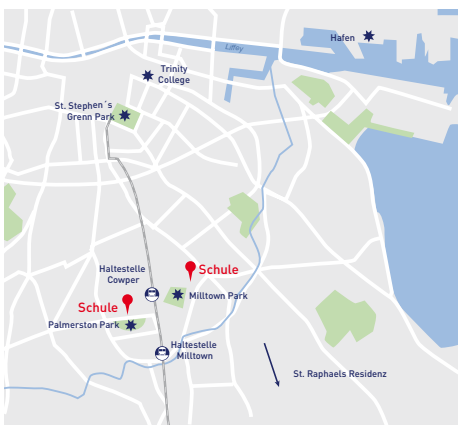 Hafen
Liffey
Trinity
College
St. Stephen´s
Grenn Park
Haltestelle
Cowper
Schule
Milltown Park
Schule
Palmerston Park
Haltestelle
Milltown
St. Raphaels Residenz